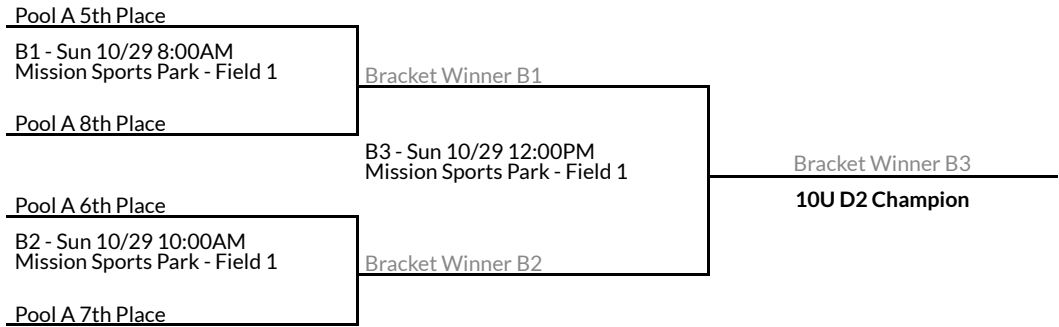 Pool A 5th Place
B1 - Sun 10/29 8:00AM
Mission Sports Park - Field 1
Bracket Winner B1
Pool A 8th Place
B3 - Sun 10/29 12:00PM
Mission Sports Park - Field 1
Bracket Winner B3
10U D2 Champion
Pool A 6th Place
B2 - Sun 10/29 10:00AM
Mission Sports Park - Field 1
Bracket Winner B2
Pool A 7th Place